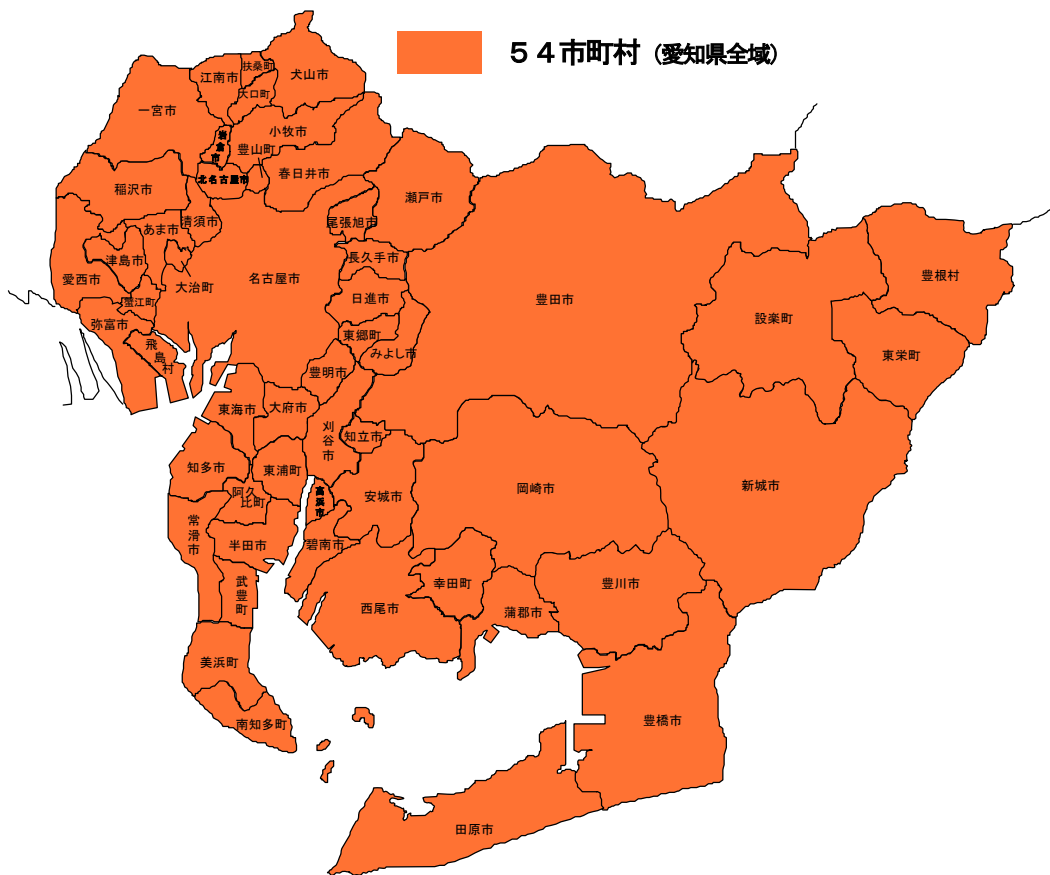 ５４市町村（愛知県全域）
扶桑町
犬山市
江南市
大口町
一宮市
小牧市
岩倉市
豊山町
春日井市
北名古屋市
稲沢市
瀬戸市
あま市
清須市
尾張旭市
津島市
長久手市
愛西市
大治町
名古屋市
豊根村
蟹江町
日進市
豊田市
弥富市
設楽町
東郷町
飛島村
みよし市
東栄町
豊明市
東海市
大府市
刈谷市
知立市
知多市
東浦町
阿久比町
高浜市
安城市
岡崎市
新城市
常滑市
半田市
碧南市
武豊町
西尾市
幸田町
豊川市
蒲郡市
美浜町
南知多町
豊橋市
田原市